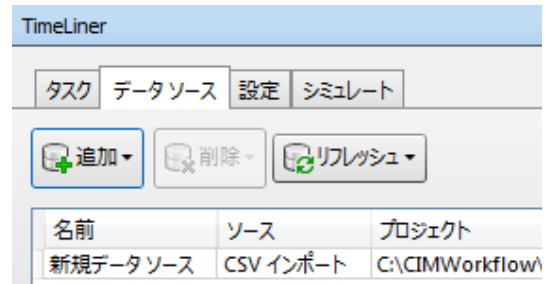 TimeLiner
タスク データ ソース 設定 シミュレート
追加 削除 リフレッシュ
名前 ソース プロジェクト
新規データ ソース CSV インポート C:\CIMWorkflow\